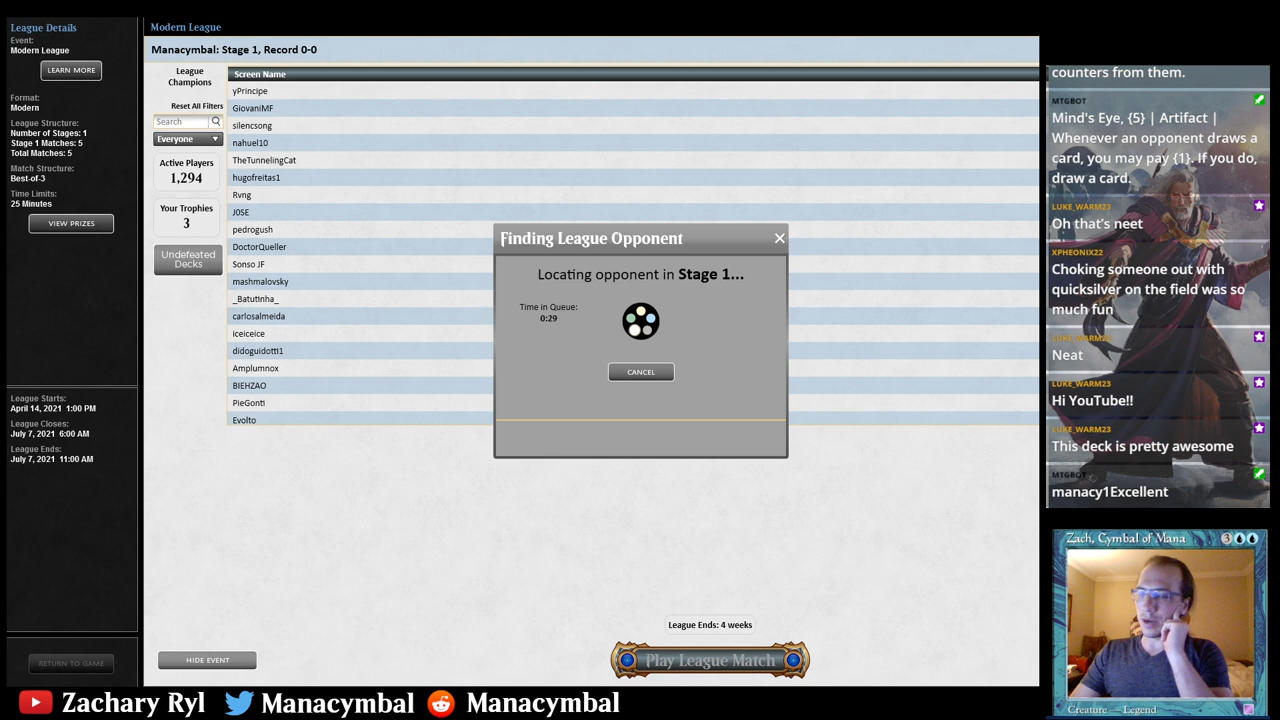 League Details
Event:
Modern League
LEARN MORE
Format:
Modern
League Structure:
Number of Stages: 1
Stage 1 Matches: 5
Total Matches: 5
Match Structure:
Best-of-3
Time Limits:
25 Minutes
VIEW PRIZES
League Starts:
April 14, 2021 1:00 PM
League Closes:
July 7, 2021 6:00 AM
League Ends:
July 7, 2021 11:00 AM
RETURN TO GAME
Modern League
Manacymbal: Stage 1, Record 0-0
League
Champions
Reset All Filters
Search
Everyone
Active Players
1,294
Your Trophies
3
Undefeated
Decks
Screen Name
yPrincipe
GiovaniMF
silencsong
nahuel10
TheTunnelingCat
hugofreitas1
Rvng
J0SE
pedrogush
DoctorQueller
Sonso JF
mashmalovsky
_Batutinha_
carlosalmeida
iceiceice
didoguidotti1
Amplumnox
BIEHZAO
PieGonti
Evolto
Finding League Opponent
Locating opponent in Stage 1...
Time in Queue:
0:29
CANCEL
League Ends: 4 weeks
HIDE EVENT
Play League Match
counters from them.
MTGBOT
Mind's Eye, {5} | Artifact |
Whenever an opponent draws a
card, you may pay {1}. If you do,
draw a card.
LUKE_WARM23
Oh that's neet
XPHEONIX22
Choking someone out with
quicksilver on the field was so
much fun
LUKE_WARM23
Neat
LUKE_WARM23
Hi YouTube!!
LUKE_WARM23
This deck is pretty awesome
MTGBOT
manacy1Excellent
Zach, Cymbal of Mana 3
Creature — Legend
Zachary Ryl Manacymbal Manacymbal